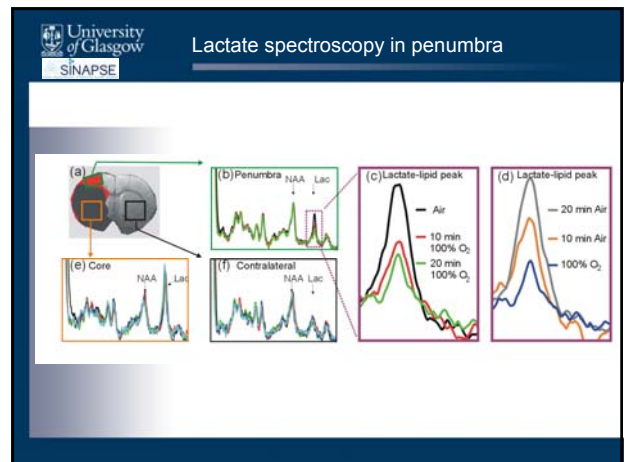 University
of Glasgow
SINAPSE
Lactate spectroscopy in penumbra
(a)
(b) Penumbra
NAA
Lac
(c) Lactate-lipid peak
Air
10 min
100% O2
20 min
100% O2
(d) Lactate-lipid peak
20 min Air
10 min Air
100% O2
(e) Core
NAA
Lac
(f) Contralateral
NAA
Lac